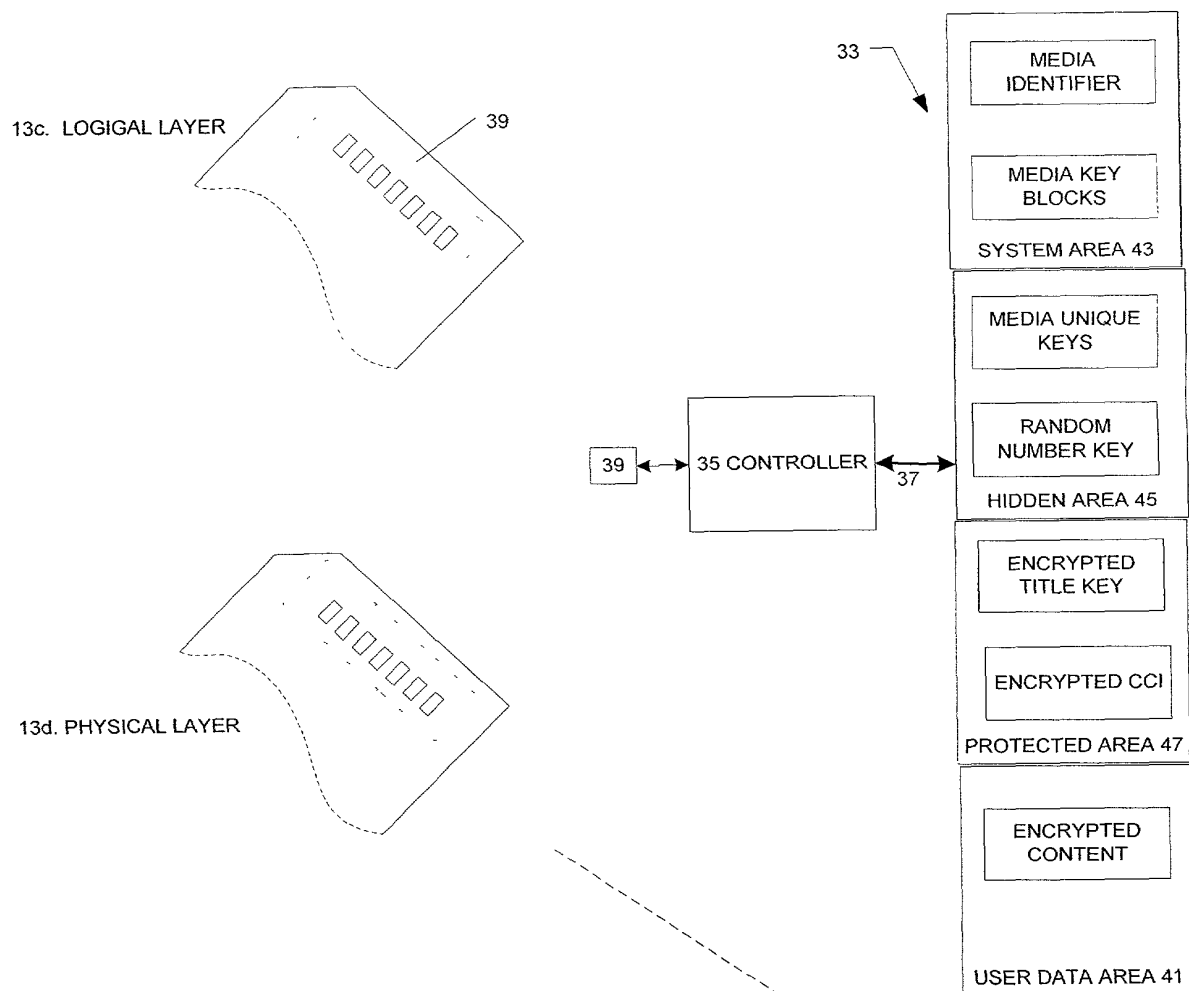 33
MEDIA
IDENTIFIER
13c. LOGIGAL LAYER
39
MEDIA KEY
BLOCKS
SYSTEM AREA 43
MEDIA UNIQUE
KEYS
RANDOM
NUMBER KEY
39
35 CONTROLLER
37
HIDDEN AREA 45
ENCRYPTED
TITLE KEY
ENCRYPTED CCI
13d. PHYSICAL LAYER
PROTECTED AREA 47
ENCRYPTED
CONTENT
USER DATA AREA 41